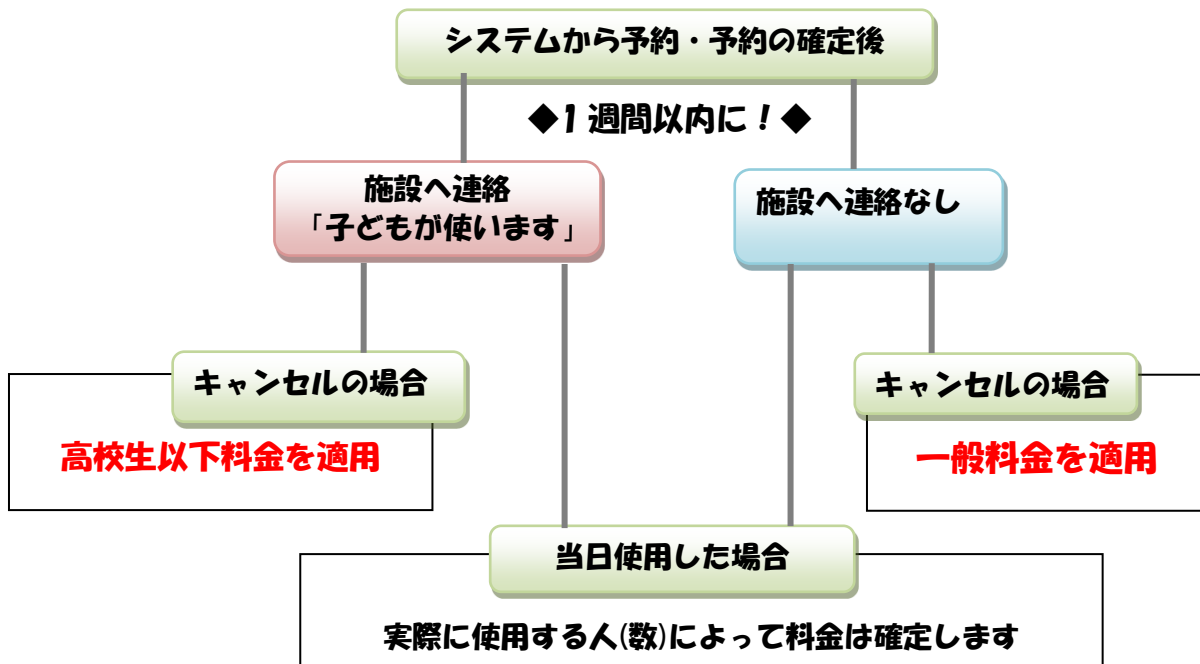 システムから予約・予約の確定後
◆1週間以内に！◆
施設へ連絡
「子どもが使います」
施設へ連絡なし
キャンセルの場合
高校生以下料金を適用
キャンセルの場合
一般料金を適用
当日使用した場合
実際に使用する人(数)によって料金は確定します